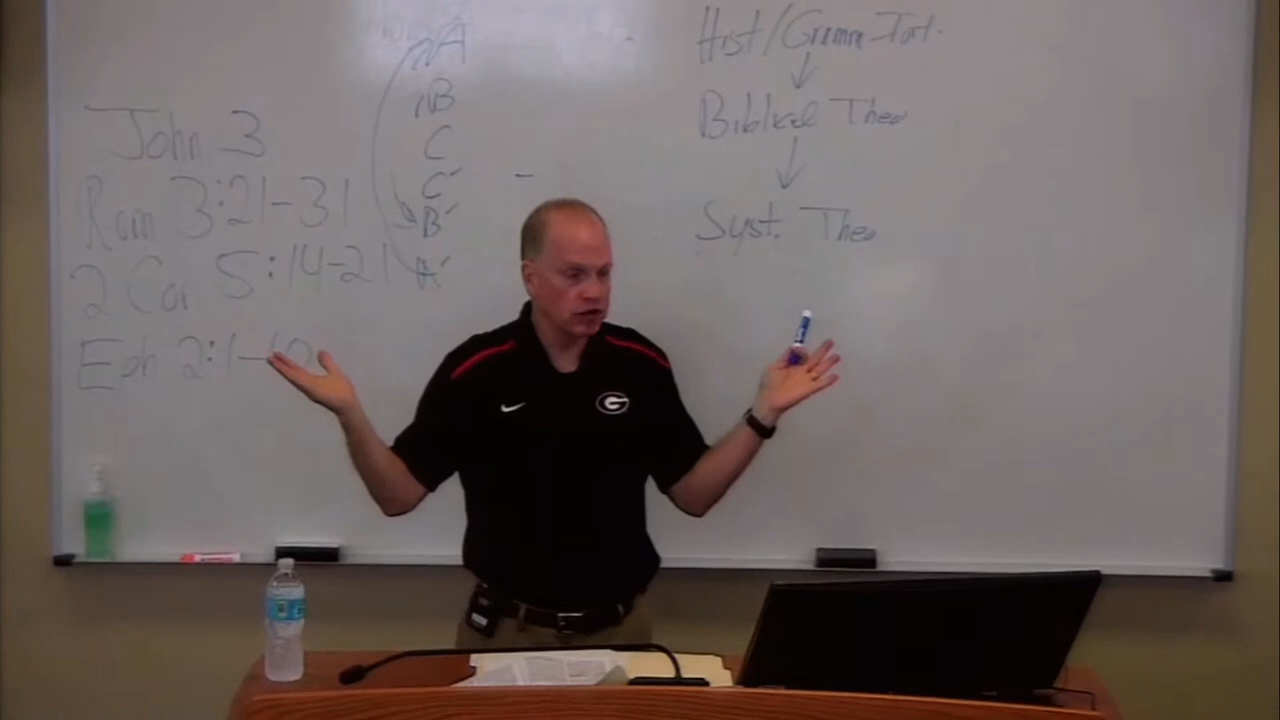 John 3
Rom 3:21-31
2 Cor 5:14-21
Eph 2:1-10
A
B
C
C´
B´
A´
Hist/Gramm Int.
Biblical Theo
Syst. Theo
G